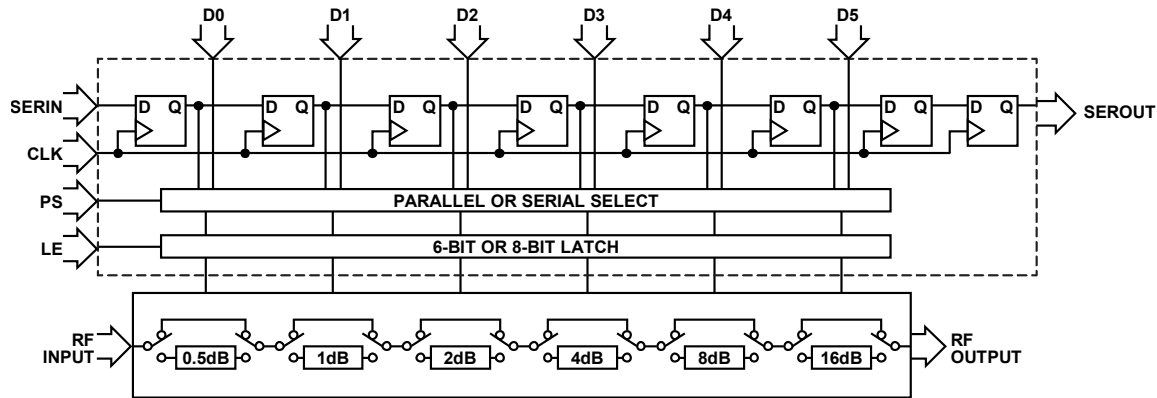 D0 D1 D2 D3 D4 D5
SERIN D Q D Q D Q D Q D Q D Q D Q D Q SEROUT
CLK
PS PARALLEL OR SERIAL SELECT
LE 6-BIT OR 8-BIT LATCH
RF INPUT 0.5dB 1dB 2dB 4dB 8dB 16dB RF OUTPUT